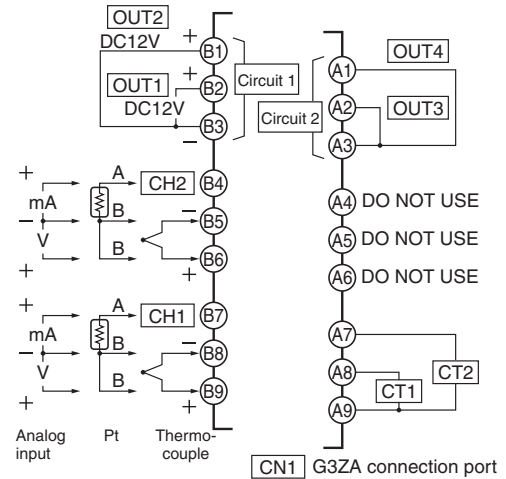 OUT2
DC12V
+
B1
+
OUT1
B2
Circuit 1
DC12V
B3
−
A1
OUT4
A2
OUT3
Circuit 2
A3
+
A
CH2
B4
mA
−
B
−
B5
V
B
B6
+
+
A4 DO NOT USE
A5 DO NOT USE
A6 DO NOT USE
+
A
CH1
B7
mA
−
B
−
B8
V
B
B9
+
+
A7
A8
CT2
CT1
A9
Analog
input
Pt
Thermo-
couple
CN1 G3ZA connection port